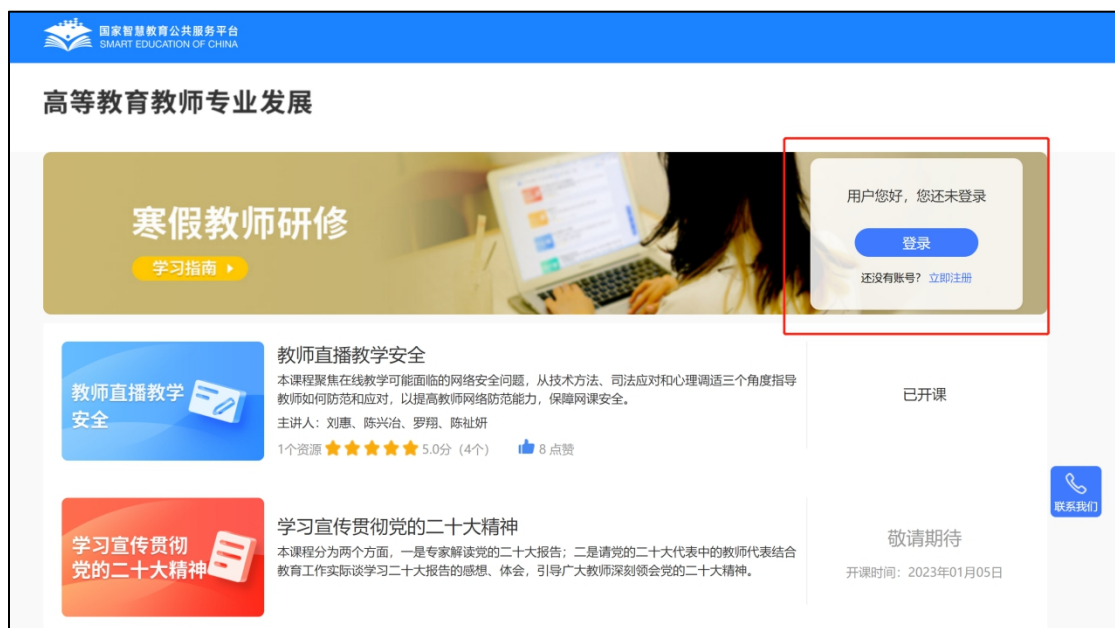 国家智慧教育公共服务平台
SMART EDUCATION OF CHINA
高等教育教师专业发展
寒假教师研修
学习指南
用户您好，您还未登录
登录
还没有账号？ 立即注册
教师直播教学
安全
教师直播教学安全
本课程聚焦在线教学可能面临的网络安全问题，从技术方法、司法应对和心理调适三个角度指导
教师如何防范和应对，以提高教师网络防范能力，保障网课安全。
主讲人：刘惠、陈兴冶、罗翔、陈祉妍
1个资源 5.0分（4个） 8 点赞
已开课
联系我们
学习宣传贯彻
党的二十大精神
学习宣传贯彻党的二十大精神
本课程分为两个方面，一是专家解读党的二十大报告；二是请党的二十大代表中的教师代表结合
教育工作实际谈学习二十大报告的感想、体会，引导广大教师深刻领会党的二十大精神。
敬请期待
开课时间：2023年01月05日